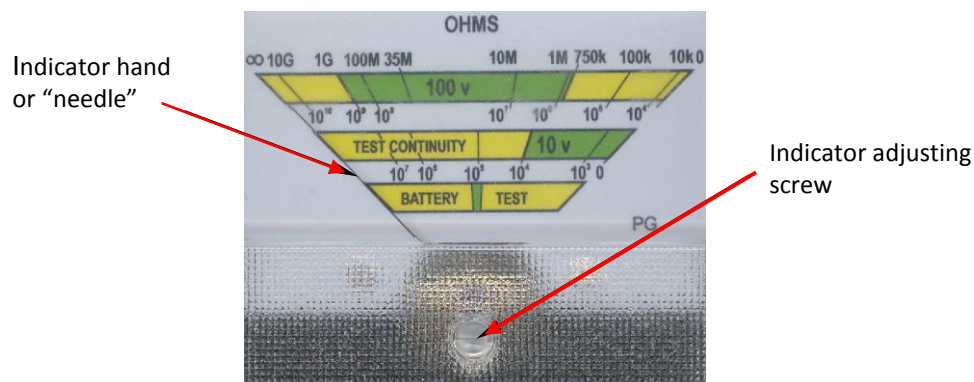 OHMS
∞ 10G 1G 100M 35M 10M 1M 750k 100k 10k 0
100 v
10¹⁰ 10⁹ 10⁸ 10⁷ 10⁶ 10⁵ 10⁴
TEST CONTINUITY 10 v
10⁷ 10⁶ 10⁵ 10⁴ 10³ 0
BATTERY TEST
PG
Indicator hand
or “needle”
Indicator adjusting
screw